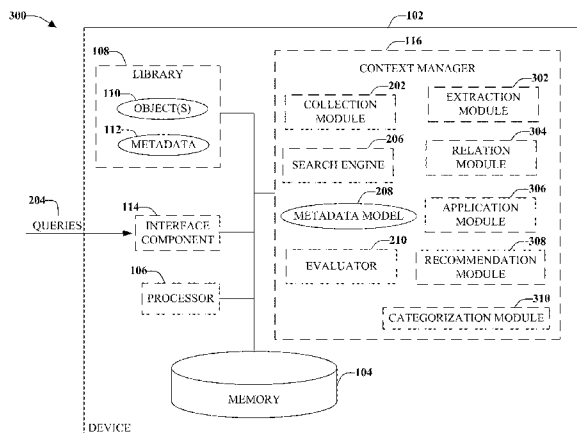 300
102
116
108
LIBRARY
110
OBJECT(S)
112
METADATA
CONTEXT MANAGER
202
COLLECTION
MODULE
302
EXTRACTION
MODULE
206
SEARCH ENGINE
304
RELATION
MODULE
208
METADATA MODEL
306
APPLICATION
MODULE
204
QUERIES
114
INTERFACE
COMPONENT
210
EVALUATOR
308
RECOMMENDATION
MODULE
106
PROCESSOR
310
CATEGORIZATION MODULE
104
MEMORY
DEVICE